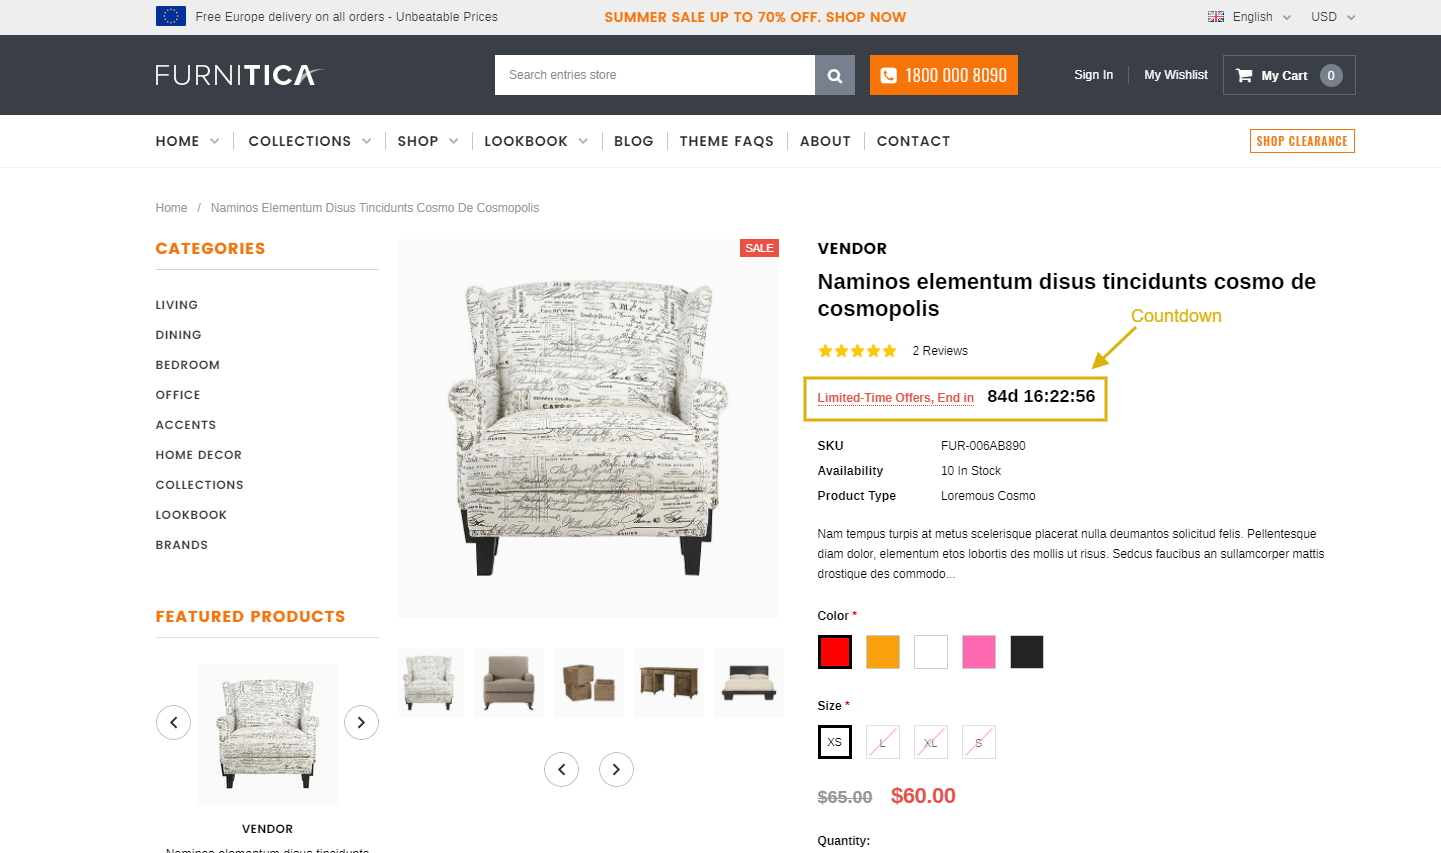 Free Europe delivery on all orders - Unbeatable Prices
SUMMER SALE UP TO 70% OFF. SHOP NOW
English
USD
FURNITICA
Search entries store
1800 000 8090
Sign In
My Wishlist
My Cart 0
HOME
COLLECTIONS
SHOP
LOOKBOOK
BLOG
THEME FAQS
ABOUT
CONTACT
SHOP CLEARANCE
Home / Naminos Elementum Disus Tincidunts Cosmo De Cosmopolis
CATEGORIES
LIVING
DINING
BEDROOM
OFFICE
ACCENTS
HOME DECOR
COLLECTIONS
LOOKBOOK
BRANDS
FEATURED PRODUCTS
VENDOR
Naminos elementum disus tincidunts
SALE
VENDOR
Naminos elementum disus tincidunts cosmo de
cosmopolis
Countdown
2 Reviews
Limited-Time Offers, End in 84d 16:22:56
SKU FUR-006AB890
Availability 10 In Stock
Product Type Loremous Cosmo
Nam tempus turpis at metus scelerisque placerat nulla deumantos solicitud felis. Pellentesque
diam dolor, elementum etos lobortis des mollis ut risus. Sedcus faucibus an sullamcorper mattis
drostique des commodo...
Color *
Size *
XS L XL S
$65.00 $60.00
Quantity: